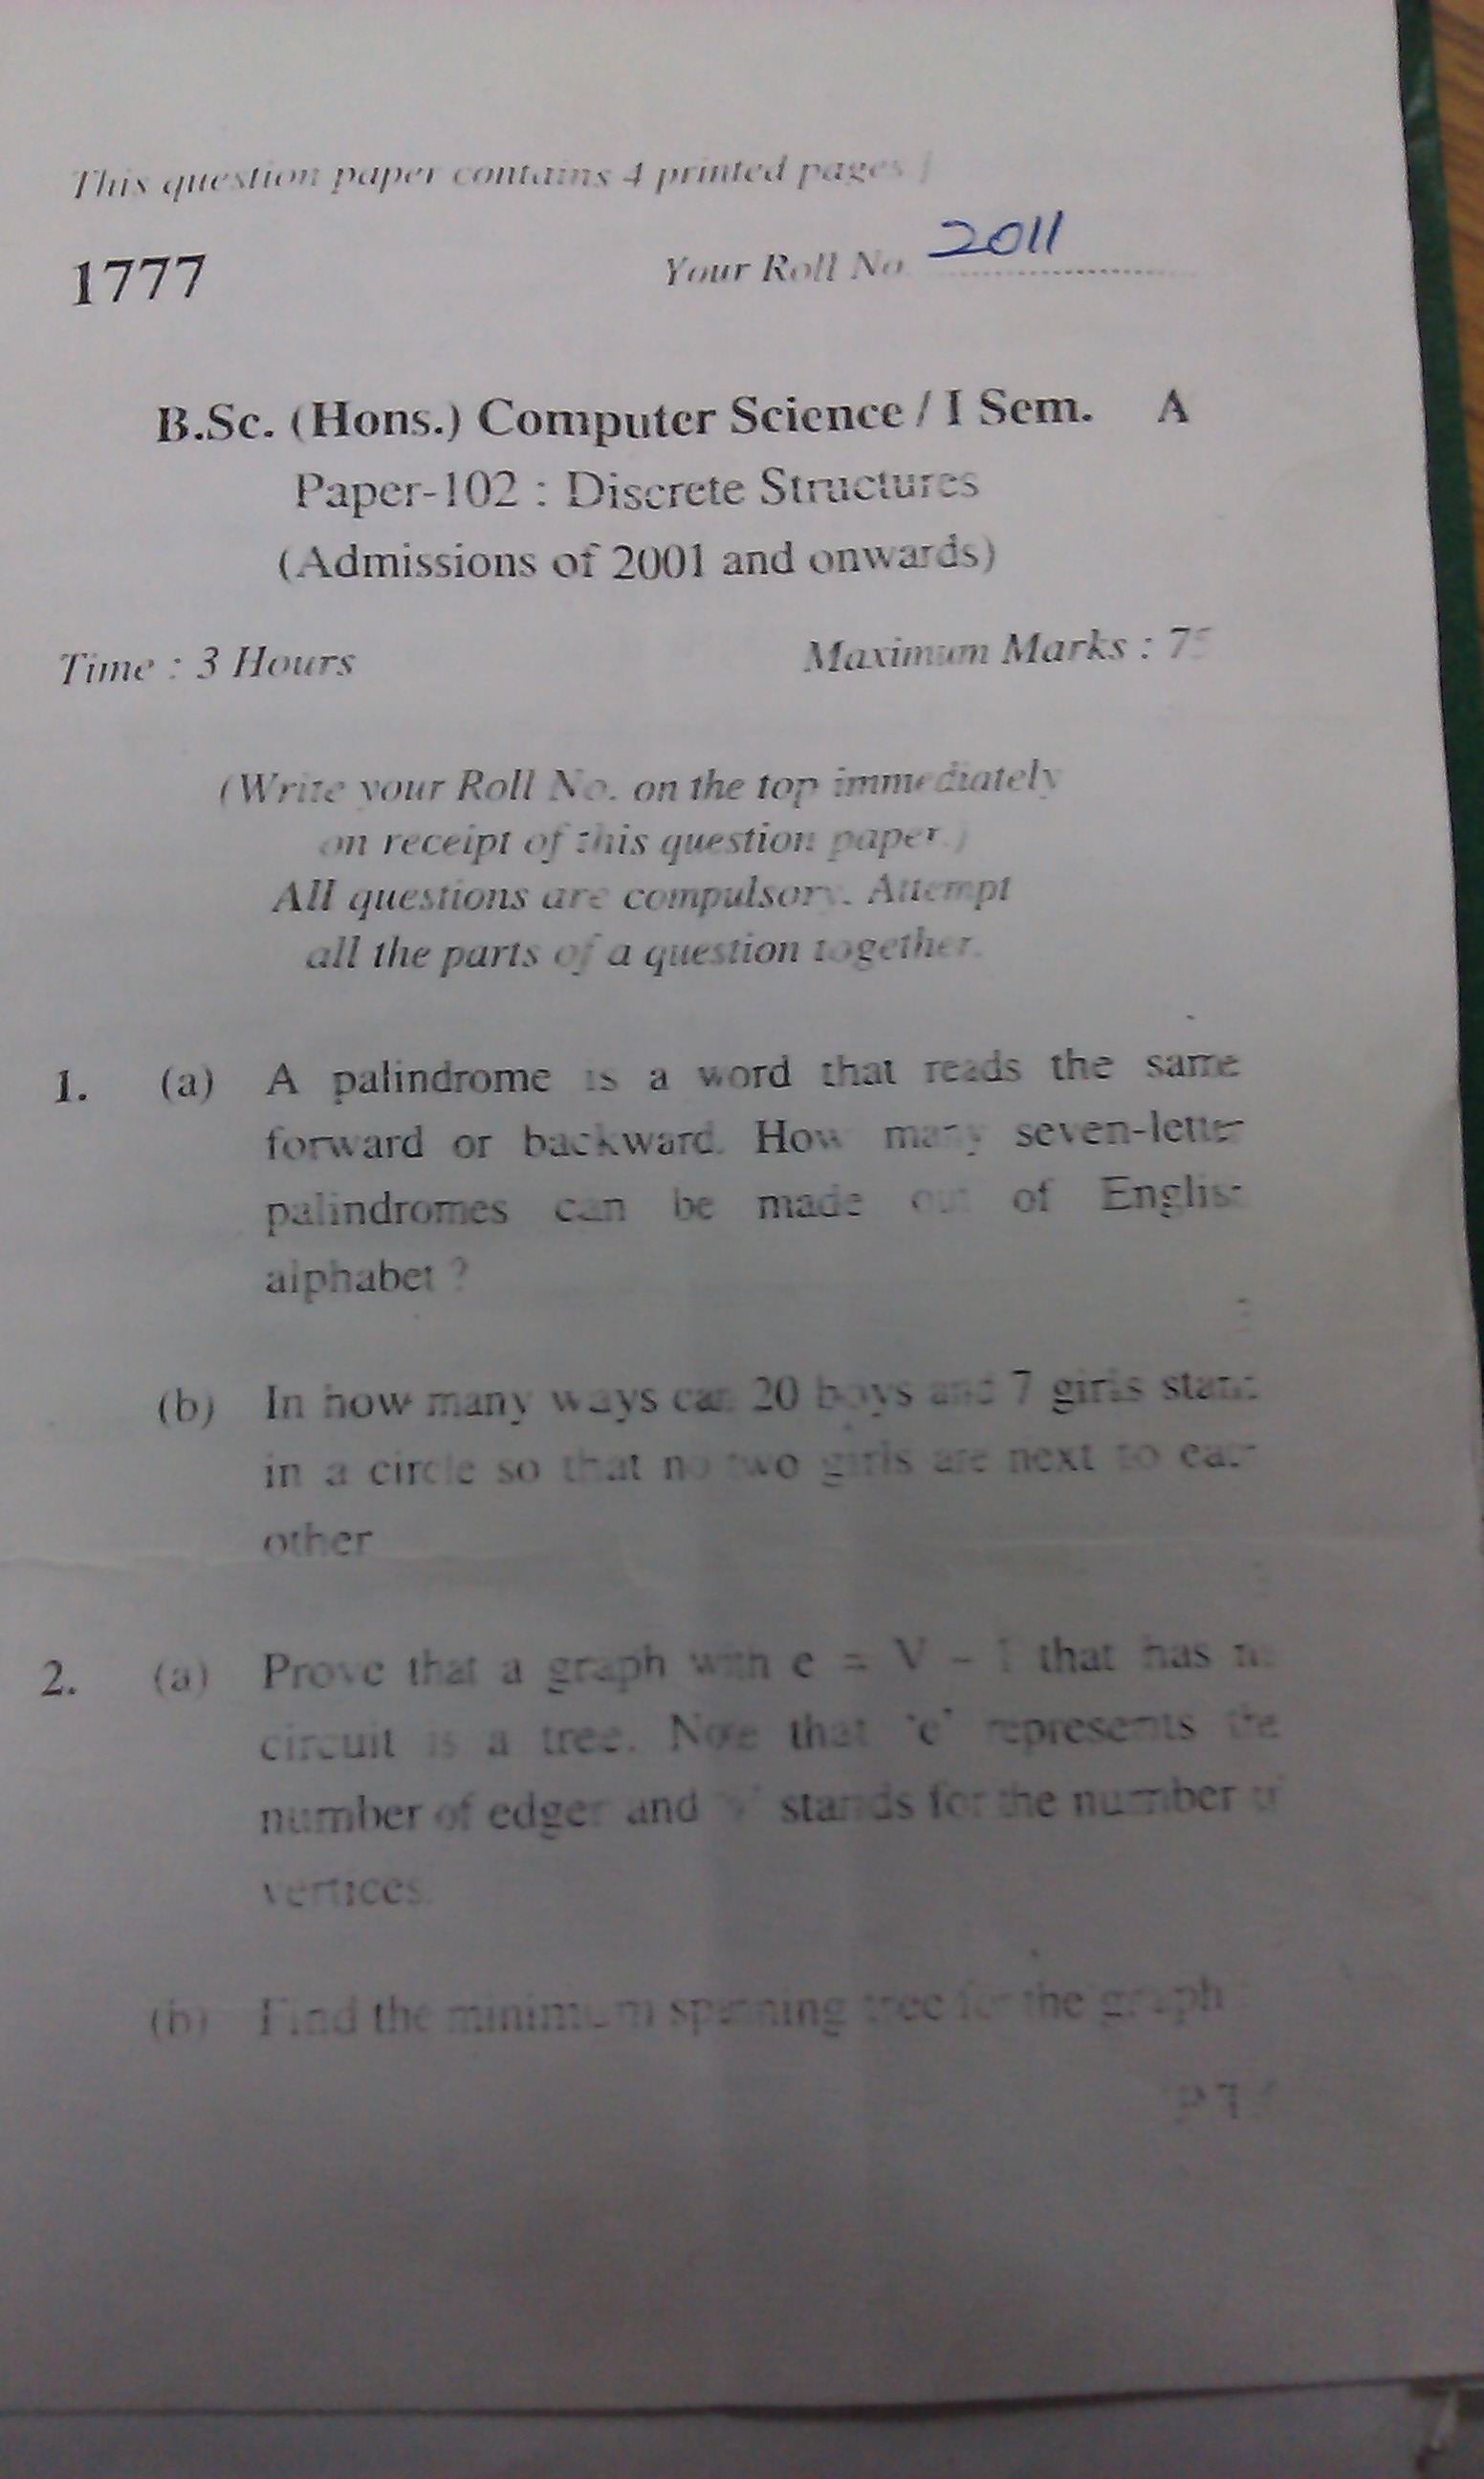 This question paper contains 4 printed pages ]
1777 Your Roll No. 2011
B.Sc. (Hons.) Computer Science / I Sem. A
Paper-102 : Discrete Structures
(Admissions of 2001 and onwards)
Time : 3 Hours Maximum Marks : 75
(Write your Roll No. on the top immediately
on receipt of this question paper.)
All questions are compulsory. Attempt
all the parts of a question together.
1. (a) A palindrome is a word that reads the same
forward or backward. How many seven-letter
palindromes can be made out of English
alphabet ?
(b) In how many ways can 20 boys and 7 girls stand
in a circle so that no two girls are next to each
other
2. (a) Prove that a graph with e = V – 1 that has no
circuit is a tree. Note that 'e' represents the
number of edger and 'v' stands for the number of
vertices.
(b) Find the minimum spanning tree for the graph :